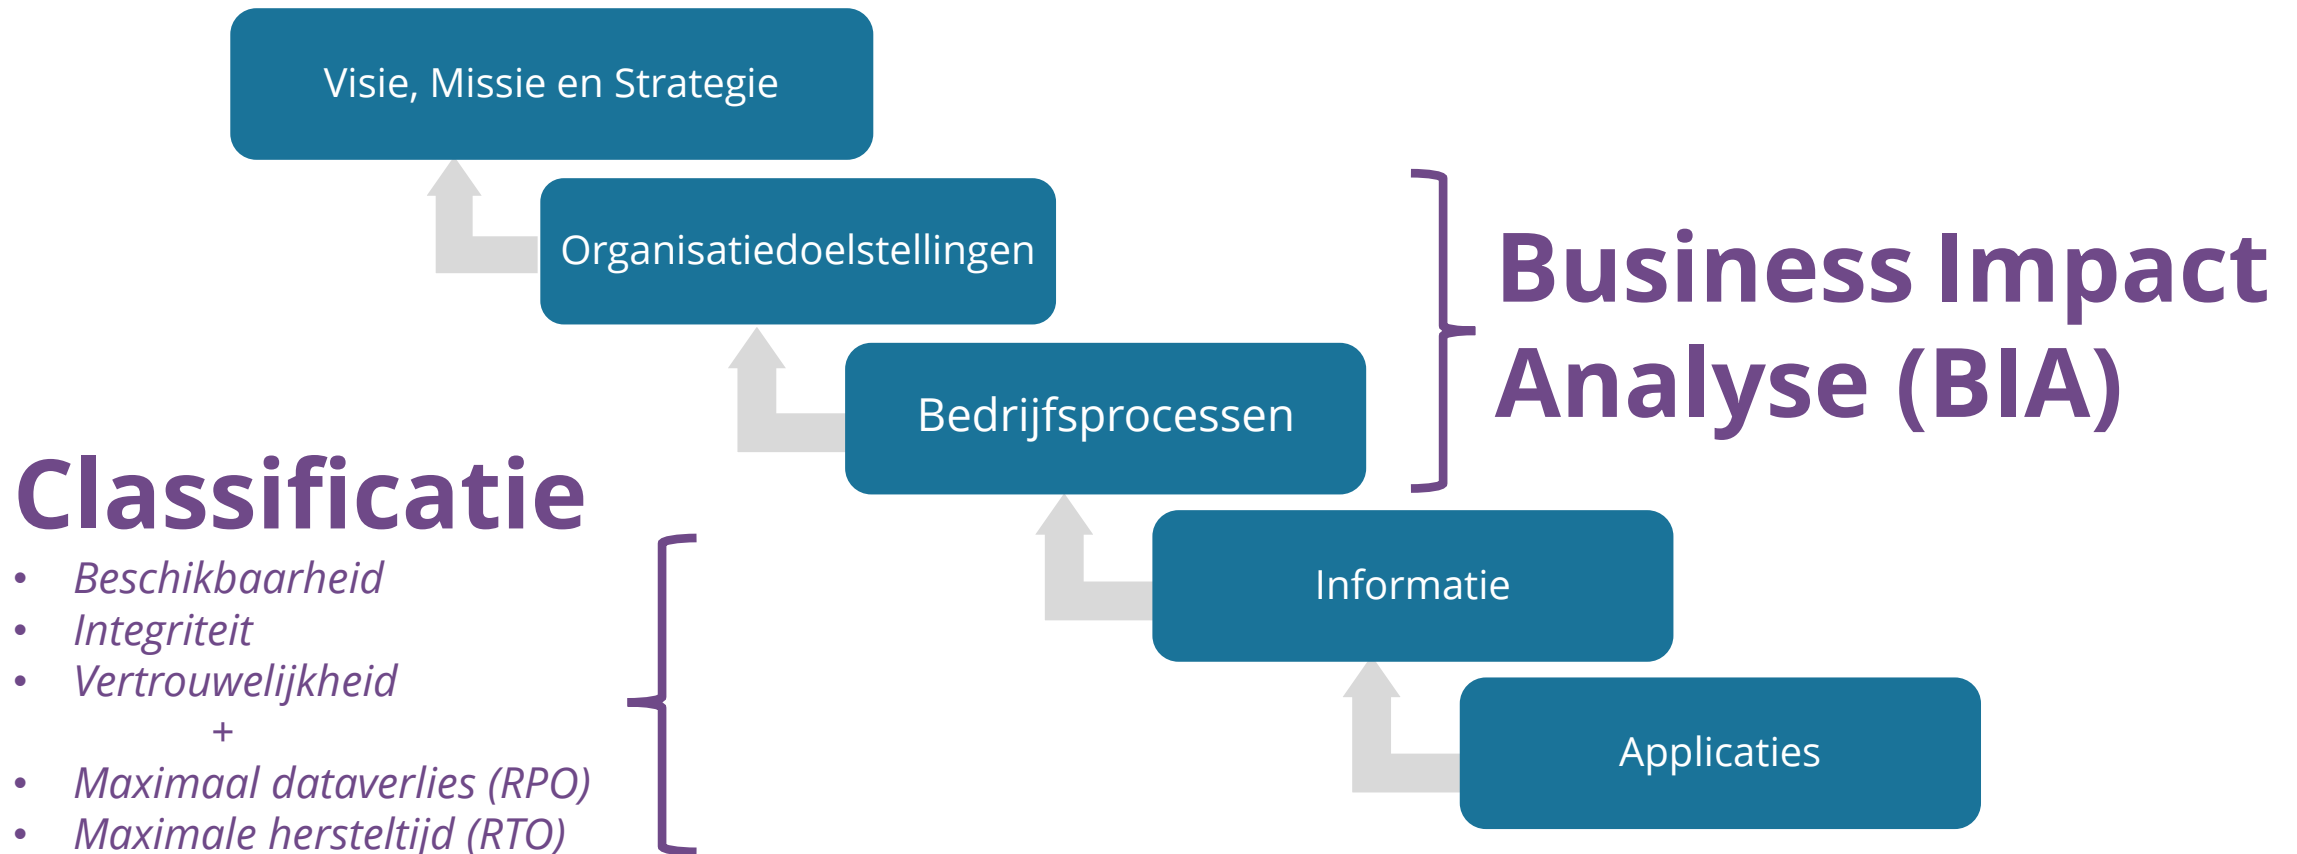 Visie, Missie en Strategie
Organisatiedoelstellingen
Business Impact
Analyse (BIA)
Bedrijfsprocessen
Classificatie
• Beschikbaarheid
• Integriteit
• Vertrouwelijkheid
+
• Maximaal dataverlies (RPO)
• Maximale hersteltijd (RTO)
Informatie
Applicaties